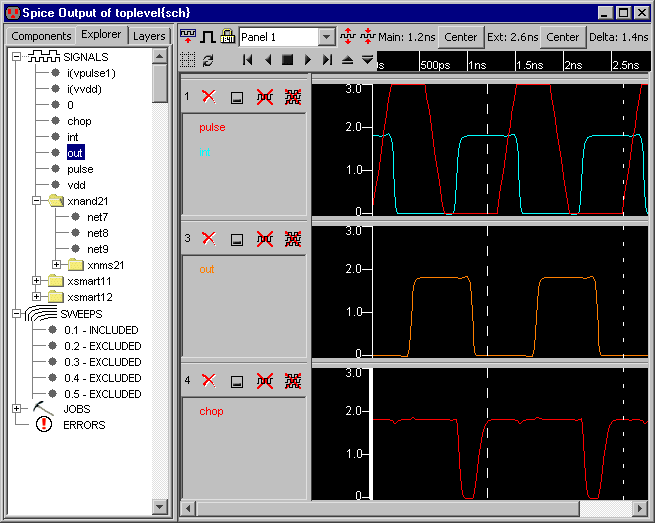 Spice Output of toplevel{sch}
Components Explorer Layers
Panel 1 Main: 1.2ns Center Ext: 2.6ns Center Delta: 1.4ns
SIGNALS
i(vpulse1)
i(vvdd)
0
chop
int
out
pulse
vdd
xnand21
net7
net8
net9
xnms21
xsmart11
xsmart12
SWEEPS
0.1 - INCLUDED
0.2 - EXCLUDED
0.3 - EXCLUDED
0.4 - EXCLUDED
0.5 - EXCLUDED
JOBS
ERRORS
s 500ps 1ns 1.5ns 2ns 2.5ns
1
pulse
int
3.0
2.0
1.0
0
3
out
3.0
2.0
1.0
0
4
chop
3.0
2.0
1.0
0